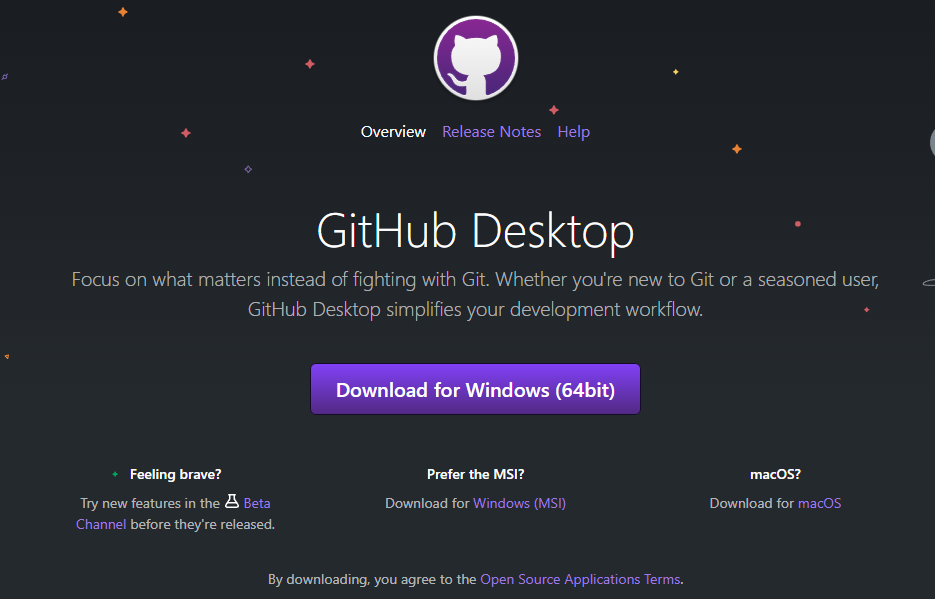 Overview Release Notes Help
GitHub Desktop
Focus on what matters instead of fighting with Git. Whether you're new to Git or a seasoned user,
GitHub Desktop simplifies your development workflow.
Download for Windows (64bit)
Feeling brave?
Try new features in the Beta
Channel before they're released.
Prefer the MSI?
Download for Windows (MSI)
macOS?
Download for macOS
By downloading, you agree to the Open Source Applications Terms.